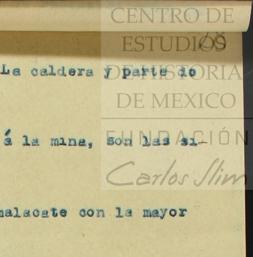 CENTRO DE
ESTUDIOS
DE HISTORIA
DE MEXICO
FUNDACIÓN
Carlos Slim
La caldera y parte de
á la mina, son las si-
malacate con la mayor